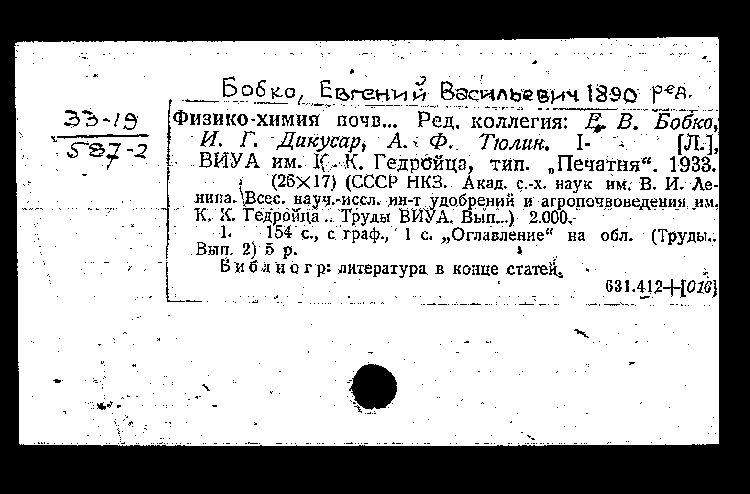 Бобко, Евгений Васильевич 1890 ред.
33-19
587-2
Физико-химия почв... Ред. коллегия: Е. В. Бобко,
И. Г. Дикусар, А. Ф. Тюлин. I- [Л.],
ВИУА им. К. К. Гедройца, тип. „Печатня“. 1933.
(26×17) (СССР НКЗ. Акад. с.-х. наук им. В. И. Ле-
нина. Всес. науч.-иссл. ин-т удобрений и агропочвоведения им.
К. К. Гедройца.. Труды ВИУА. Вып...) 2.000.
1. 154 с., с граф., 1 с. „Оглавление“ на обл. (Труды..
Вып. 2) 5 р.
Библиогр: литература в конце статей.
631.412+[016]